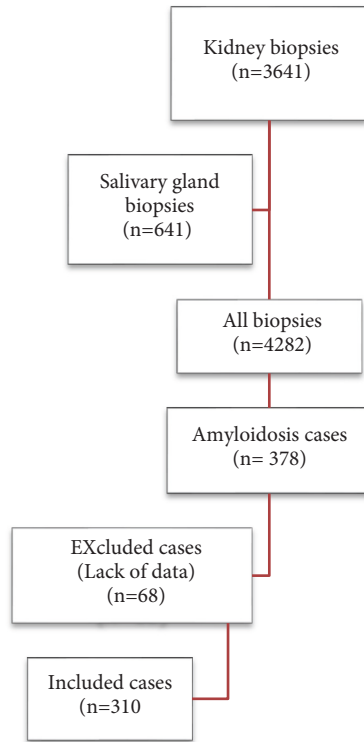 Kidney biopsies
(n=3641)
Salivary gland
biopsies
(n=641)
All biopsies
(n=4282)
Amyloidosis cases
(n= 378)
EXcluded cases
(Lack of data)
(n=68)
Included cases
(n=310